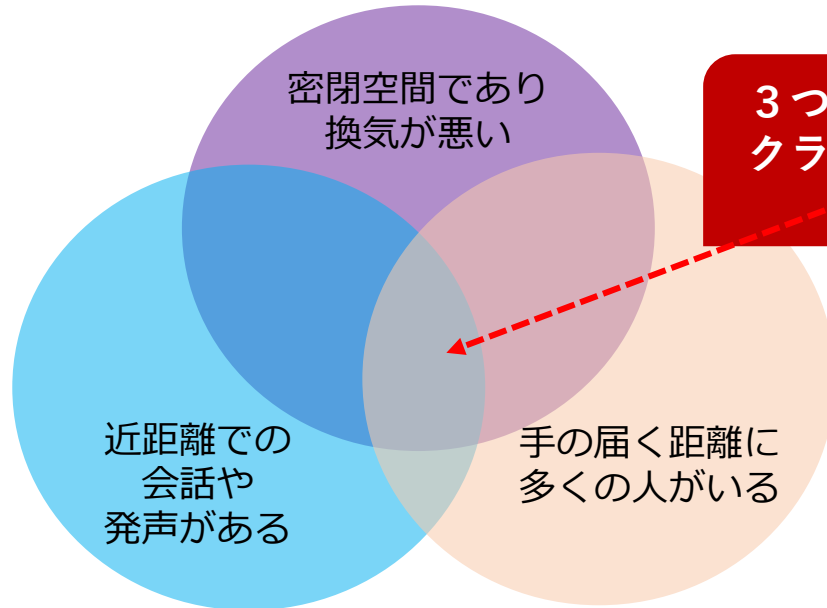 密閉空間であり
換気が悪い
３つ
クラ
近距離での
会話や
発声がある
手の届く距離に
多くの人がいる